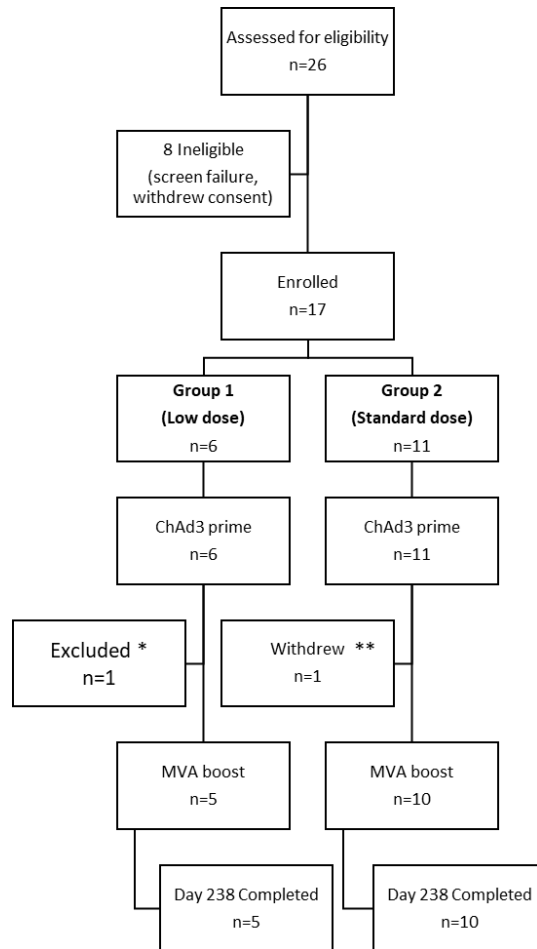 Assessed for eligibility
n=26
8 Ineligible
(screen failure,
withdrew consent)
Enrolled
n=17
Group 1
(Low dose)
n=6
Group 2
(Standard dose)
n=11
ChAd3 prime
n=6
ChAd3 prime
n=11
Excluded *
n=1
Withdrew **
n=1
MVA boost
n=5
MVA boost
n=10
Day 238 Completed
n=5
Day 238 Completed
n=10